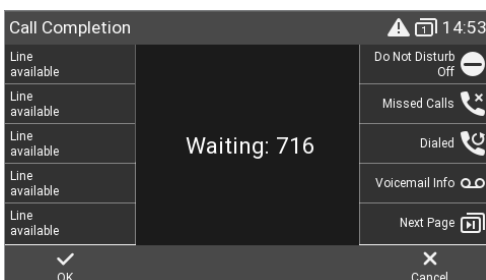 Call Completion
1 14:53
Line
available
Line
available
Line
available
Line
available
Line
available
Waiting: 716
Do Not Disturb
Off
Missed Calls
Dialed
Voicemail Info
Next Page
OK
Cancel